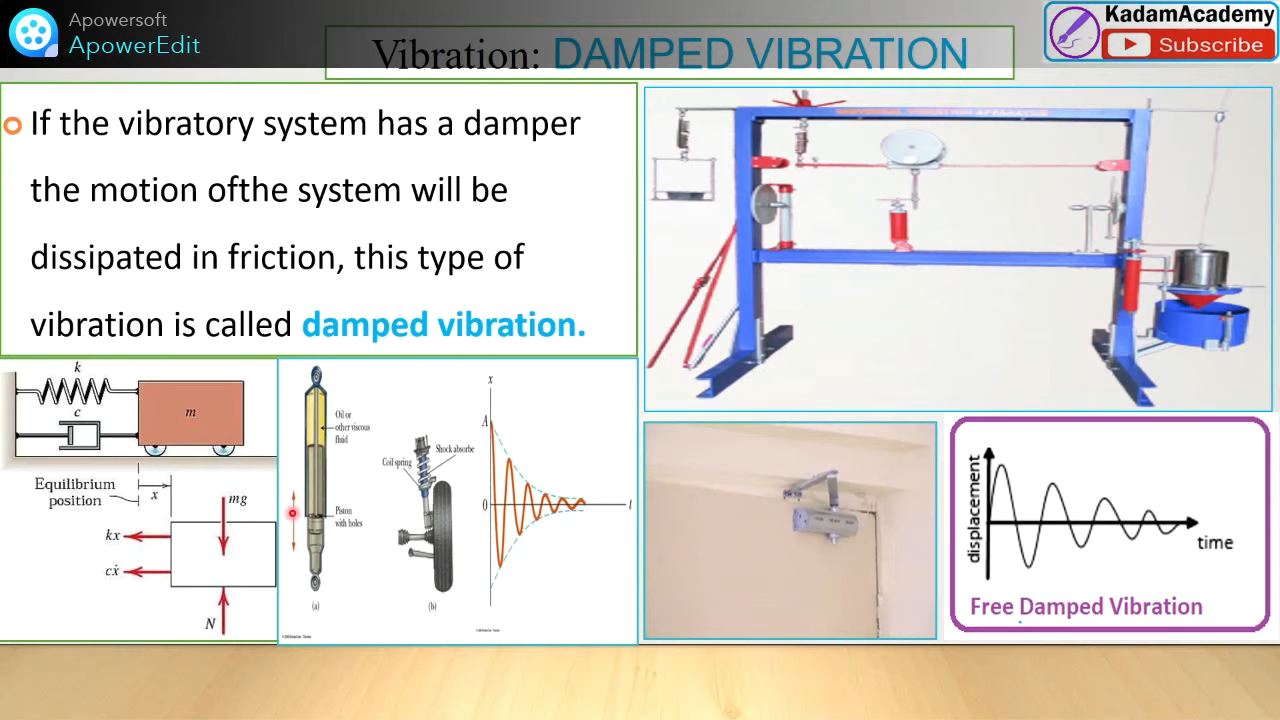 Apowersoft
ApowerEdit
KadamAcademy
Subscribe
Vibration: DAMPED VIBRATION
If the vibratory system has a damper
the motion ofthe system will be
dissipated in friction, this type of
vibration is called damped vibration.
k
c
m
Equilibrium
position
x
mg
kx
cẋ
N
Oil or
other viscous
fluid
Piston
with holes
(a)
Coil spring
Shock absorbe
(b)
x
A
0
t
displacement
time
Free Damped Vibration